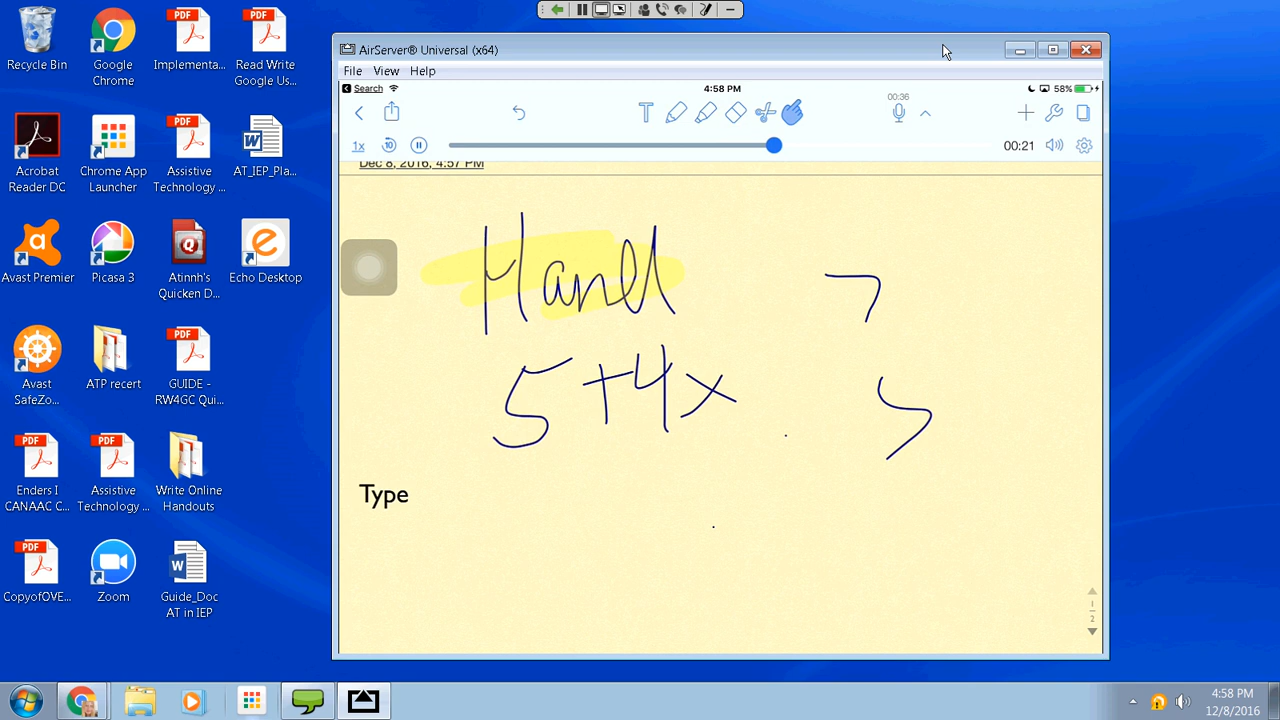 Recycle Bin
Google Chrome
Implementa...
Read Write Google Us...
Acrobat Reader DC
Chrome App Launcher
Assistive Technology ...
AT_IEP_Pla...
Avast Premier
Picasa 3
Atinnh's Quicken D...
Echo Desktop
Avast SafeZo...
ATP recert
GUIDE - RW4GC Qui...
Enders I CANAAC C...
Assistive Technology ...
Write Online Handouts
CopyofOVE...
Zoom
Guide_Doc AT in IEP
AirServer® Universal (x64)
File View Help
Search
4:58 PM
58%
00:36
1x
10
00:21
Dec 8, 2016, 4:57 PM
Hand
5+4x
Type
1
2
4:58 PM
12/8/2016